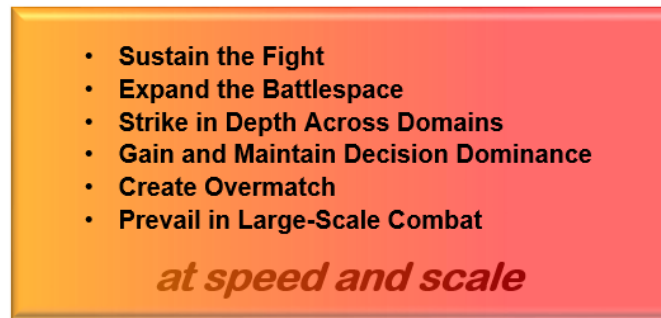 • Sustain the Fight
• Expand the Battlespace
• Strike in Depth Across Domains
• Gain and Maintain Decision Dominance
• Create Overmatch
• Prevail in Large-Scale Combat
at speed and scale